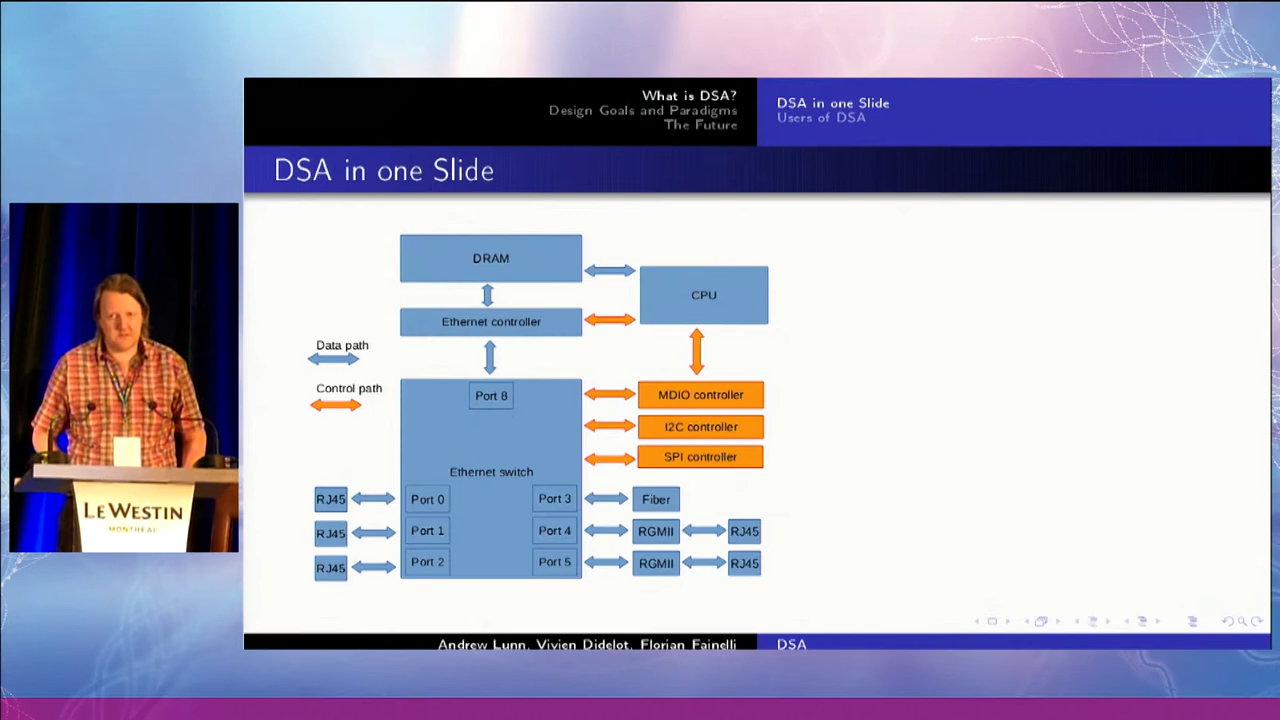 What is DSA?
Design Goals and Paradigms
The Future
DSA in one Slide
Users of DSA
DSA in one Slide
DRAM
CPU
Ethernet controller
Data path
Control path
Port 8
MDIO controller
I2C controller
SPI controller
Ethernet switch
RJ45
Port 0
Port 3
Fiber
RJ45
Port 1
Port 4
RGMII
RJ45
RJ45
Port 2
Port 5
RGMII
RJ45
LE WESTIN
MONTRÉAL
Andrew Lunn, Vivien Didelot, Florian Fainelli
DSA